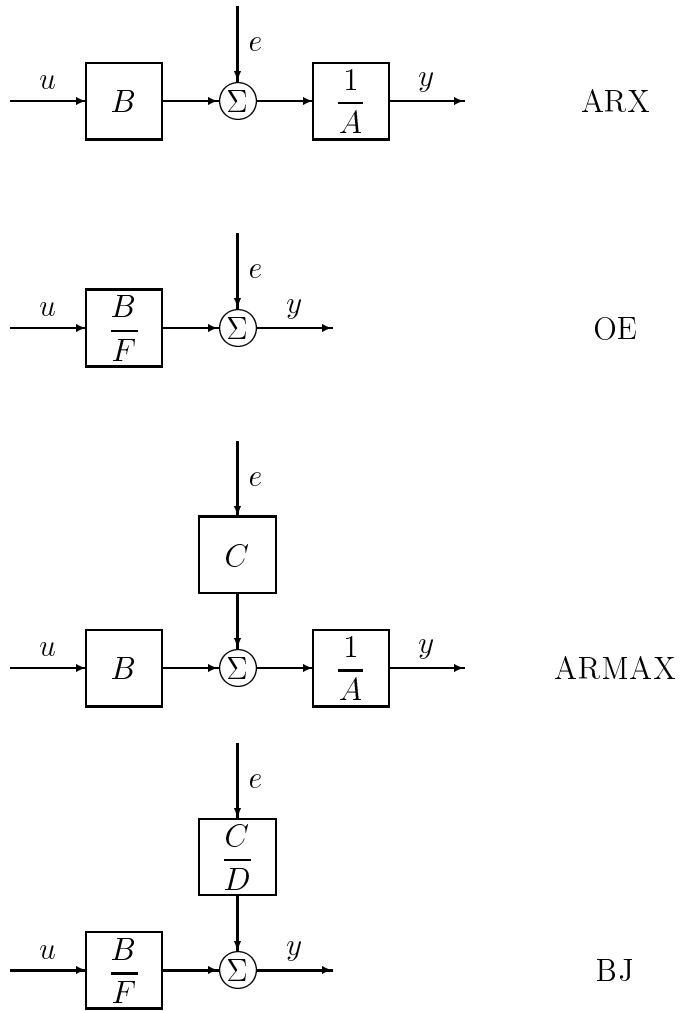 e
u B Σ 1/A y ARX
e
u B/F Σ y OE
e
C
u B Σ 1/A y ARMAX
e
C/D
u B/F Σ y BJ